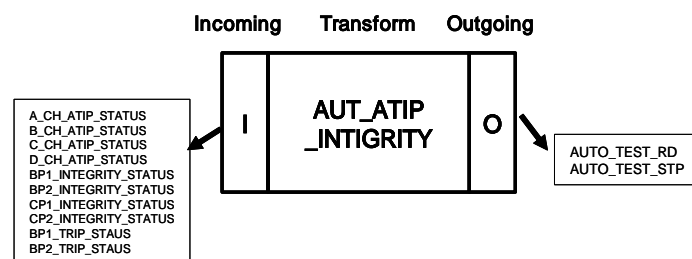 Incoming Transform Outgoing
I
AUT_ATIP
_INTIGRITY
O
A_CH_ATIP_STATUS
B_CH_ATIP_STATUS
C_CH_ATIP_STATUS
D_CH_ATIP_STATUS
BP1_INTEGRITY_STATUS
BP2_INTEGRITY_STATUS
CP1_INTEGRITY_STATUS
CP2_INTEGRITY_STATUS
BP1_TRIP_STAUS
BP2_TRIP_STAUS
AUTO_TEST_RD
AUTO_TEST_STP